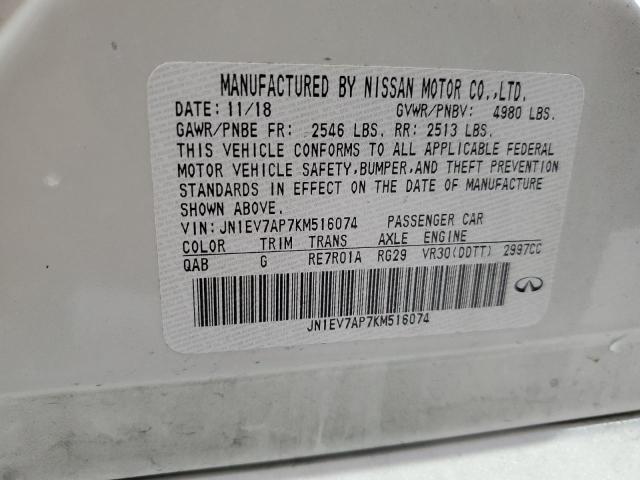 MANUFACTURED BY NISSAN MOTOR CO.,LTD.
DATE: 11/18 GVWR/PNBV: 4980 LBS.
GAWR/PNBE FR: 2546 LBS. RR: 2513 LBS.
THIS VEHICLE CONFORMS TO ALL APPLICABLE FEDERAL
MOTOR VEHICLE SAFETY,BUMPER,AND THEFT PREVENTION
STANDARDS IN EFFECT ON THE DATE OF MANUFACTURE
SHOWN ABOVE.
VIN: JN1EV7AP7KM516074 PASSENGER CAR
COLOR TRIM TRANS AXLE ENGINE
QAB G RE7R01A RG29 VR30(DDTT) 2997CC
JN1EV7AP7KM516074